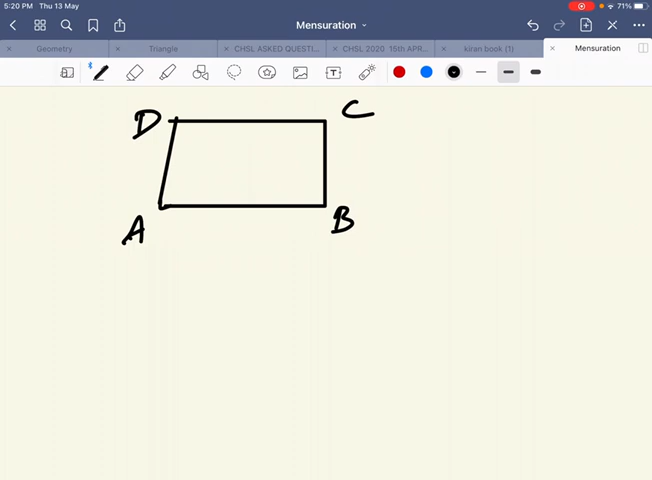 5:20 PM Thu 13 May
71%
Mensuration
Geometry
Triangle
CHSL ASKED QUESTI...
CHSL 2020 15th APR...
kiran book (1)
Mensuration
T
D
C
A
B